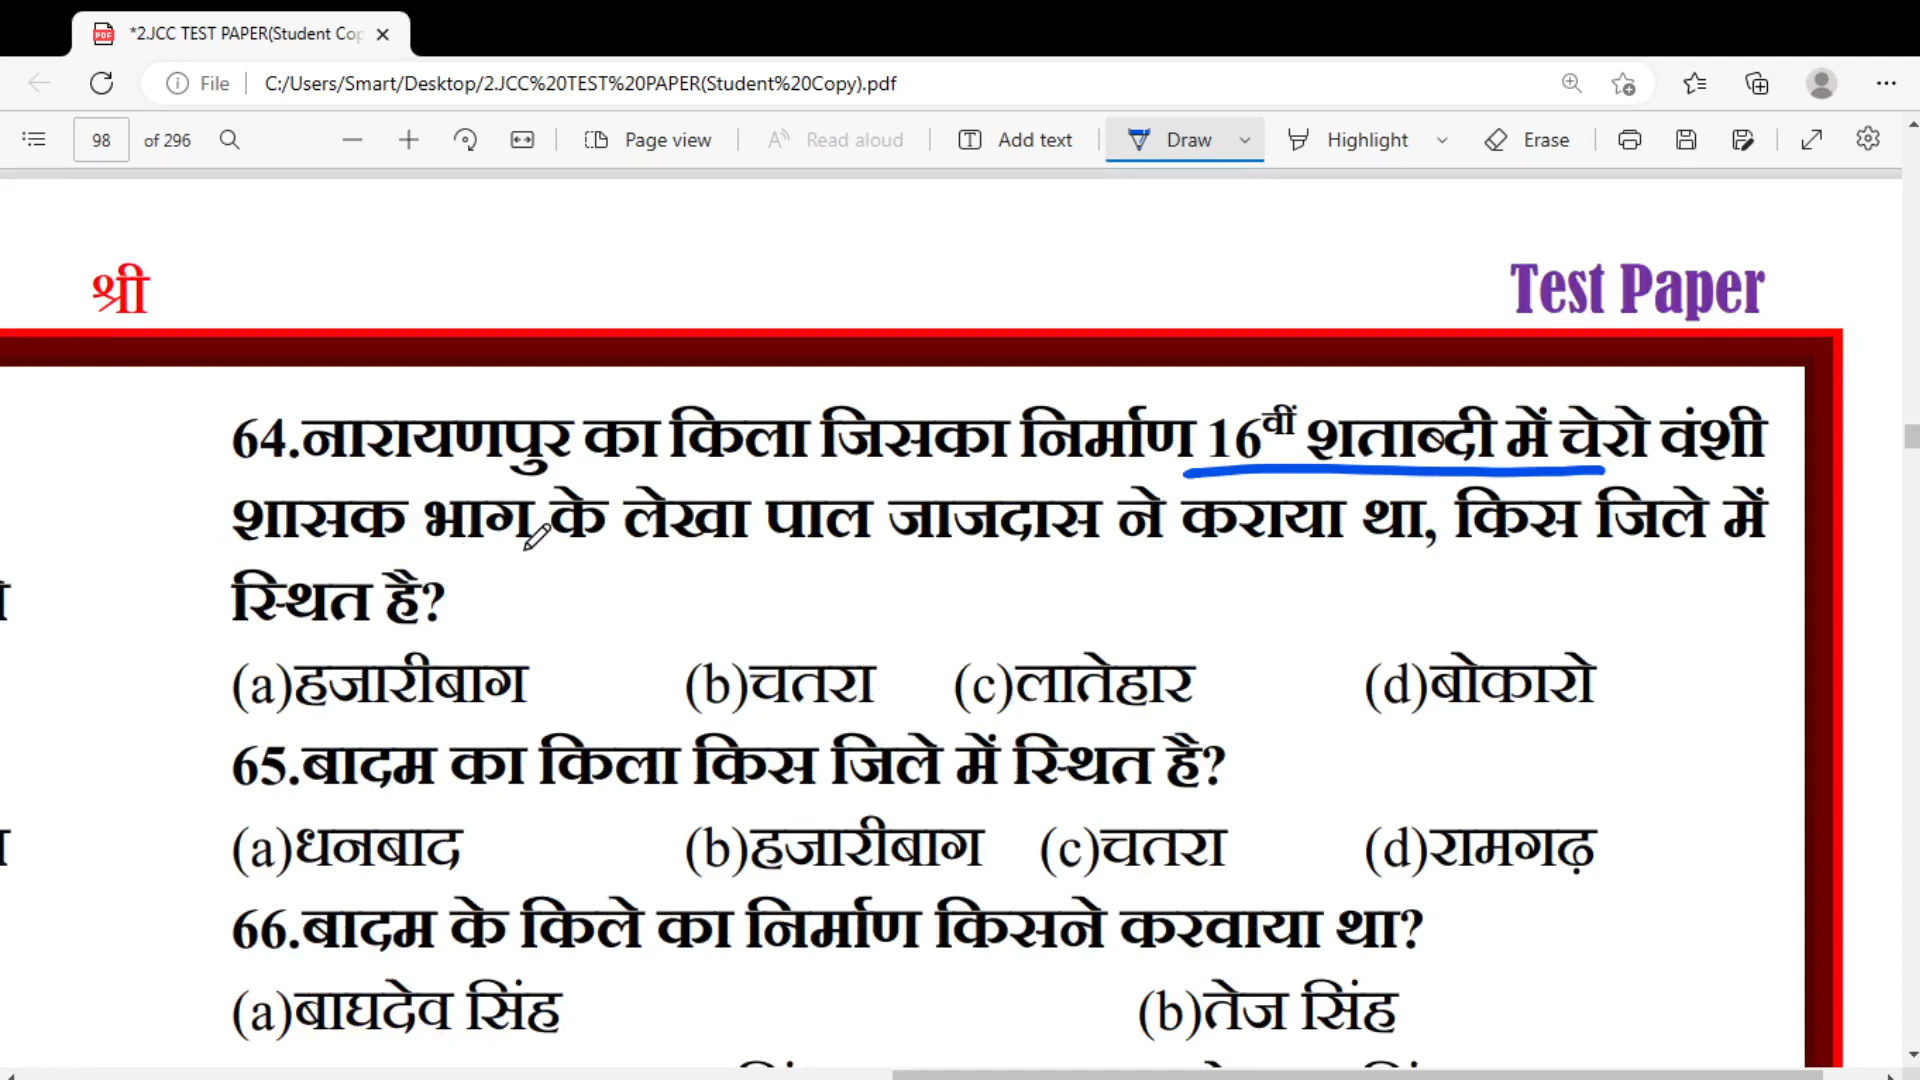 *2.JCC TEST PAPER(Student Cop
File
C:/Users/Smart/Desktop/2.JCC%20TEST%20PAPER(Student%20Copy).pdf
98 of 296 Page view Read aloud Add text Draw Highlight Erase
श्री
Test Paper
64.नारायणपुर का किला जिसका निर्माण 16वीं शताब्दी में चेरो वंशी
शासक भाग के लेखा पाल जाजदास ने कराया था, किस जिले में
स्थित है?
(a)हजारीबाग (b)चतरा (c)लातेहार (d)बोकारो
65.बादम का किला किस जिले में स्थित है?
(a)धनबाद (b)हजारीबाग (c)चतरा (d)रामगढ़
66.बादम के किले का निर्माण किसने करवाया था?
(a)बाघदेव सिंह (b)तेज सिंह